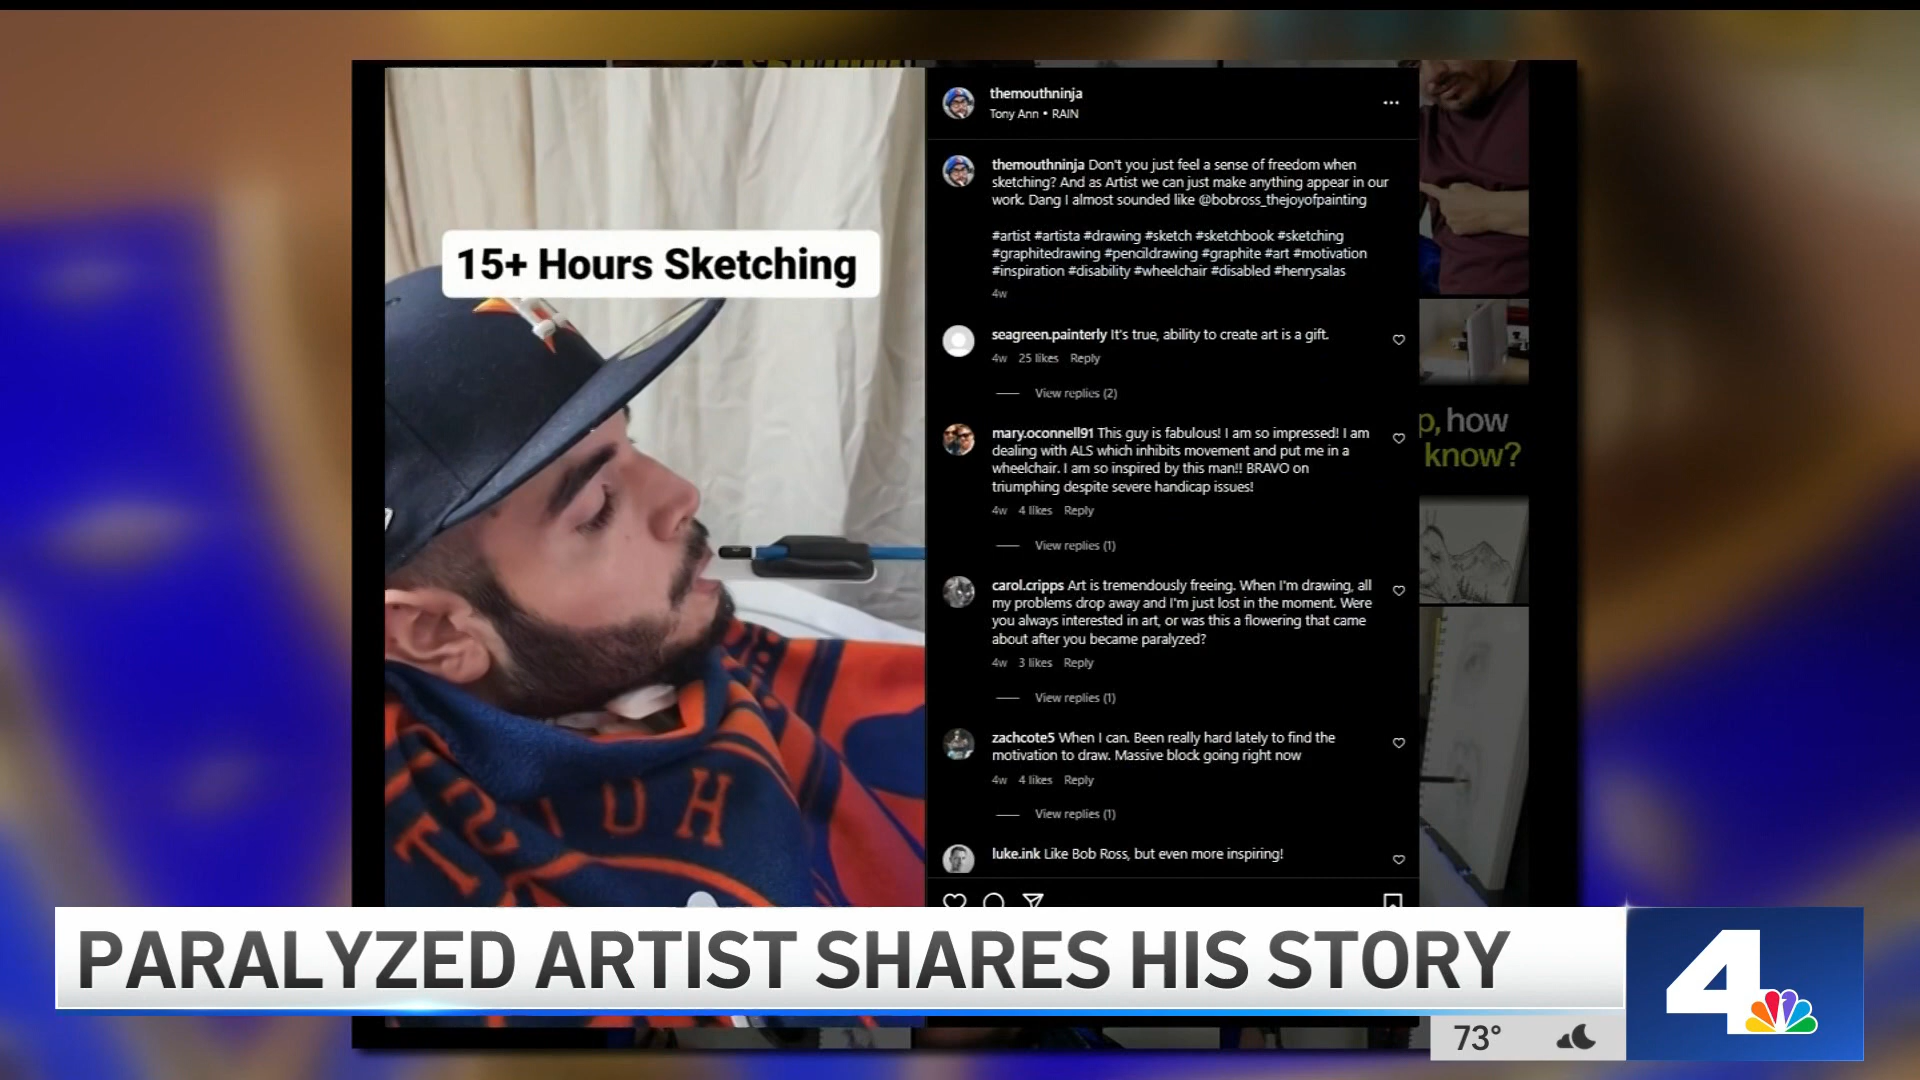 themouthninja
Tony Ann • RAIN
15+ Hours Sketching
themouthninja Don't you just feel a sense of freedom when
sketching? And as Artist we can just make anything appear in our
work. Dang I almost sounded like @bobross_thejoyofpainting
#artist #artista #drawing #sketch #sketchbook #sketching
#graphitedrawing #pencildrawing #graphite #art #motivation
#inspiration #disability #wheelchair #disabled #henrysalas
4w
seagreen.painterly It's true, ability to create art is a gift.
4w 25 likes Reply
View replies (2)
mary.oconnell91 This guy is fabulous! I am so impressed! I am
dealing with ALS which inhibits movement and put me in a
wheelchair. I am so inspired by this man!! BRAVO on
triumphing despite severe handicap issues!
4w 4 likes Reply
View replies (1)
carol.cripps Art is tremendously freeing. When I'm drawing, all
my problems drop away and I'm just lost in the moment. Were
you always interested in art, or was this a flowering that came
about after you became paralyzed?
4w 3 likes Reply
View replies (1)
zachcote5 When I can. Been really hard lately to find the
motivation to draw. Massive block going right now
4w 4 likes Reply
View replies (1)
luke.ink Like Bob Ross, but even more inspiring!
p, how
know?
HOUST
PARALYZED ARTIST SHARES HIS STORY
4
73°